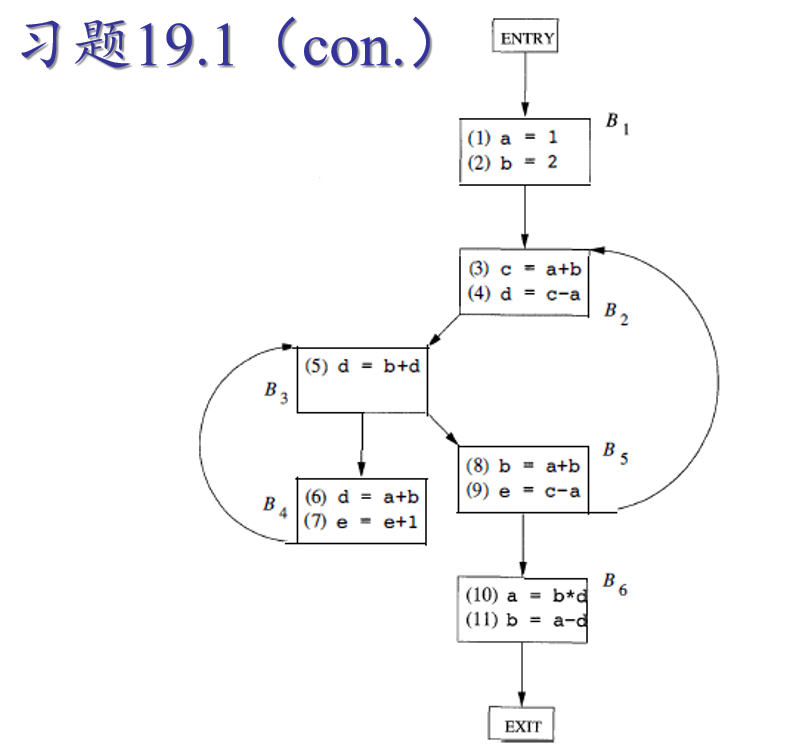 习题19.1（con.）
ENTRY
B1
(1) a = 1
(2) b = 2
(3) c = a+b
(4) d = c-a
B2
(5) d = b+d
B3
B5
(8) b = a+b
(9) e = c-a
B4
(6) d = a+b
(7) e = e+1
B6
(10) a = b*d
(11) b = a-d
EXIT